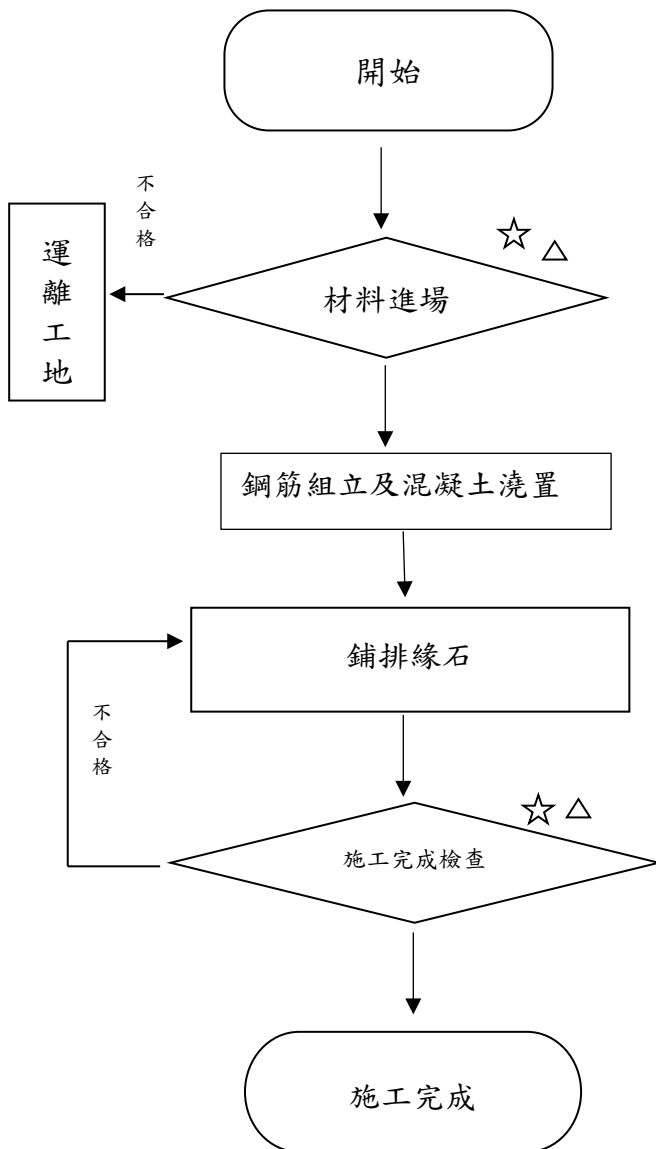 開始
不合格
運離工地
材料進場
鋼筋組立及混凝土澆置
鋪排緣石
不合格
施工完成檢查
施工完成